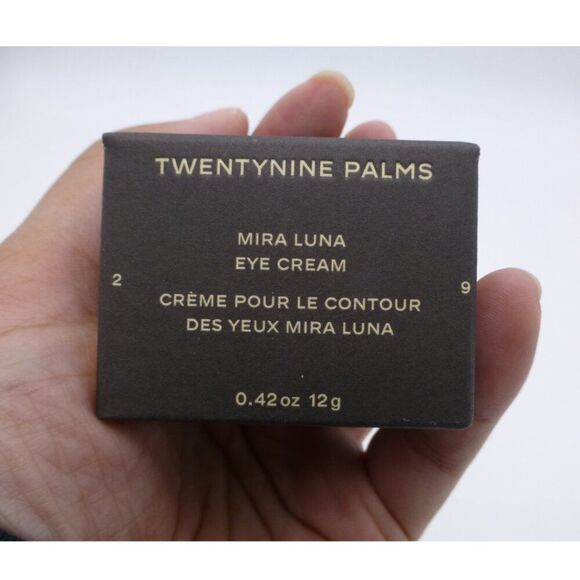 TWENTYNINE PALMS
MIRA LUNA
EYE CREAM
2
9
CRÈME POUR LE CONTOUR
DES YEUX MIRA LUNA
0.42 oz 12 g